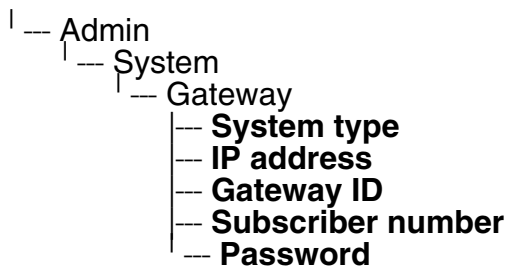 --- Admin
--- System
--- Gateway
--- System type
--- IP address
--- Gateway ID
--- Subscriber number
--- Password